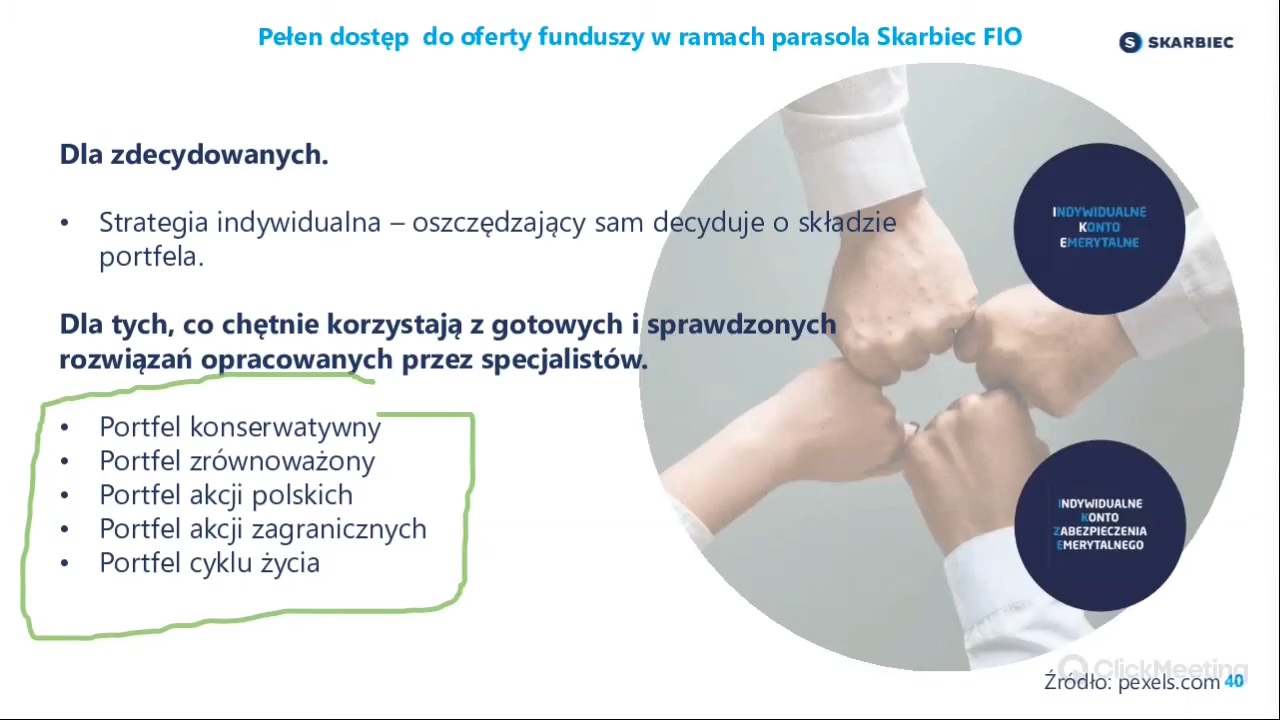 Pełen dostęp do oferty funduszy w ramach parasola Skarbiec FIO
S SKARBIEC
Dla zdecydowanych.
• Strategia indywidualna – oszczędzający sam decyduje o składzie
portfela.
INDYWIDUALNE
KONTO
EMERYTALNE
Dla tych, co chętnie korzystają z gotowych i sprawdzonych
rozwiązań opracowanych przez specjalistów.
• Portfel konserwatywny
• Portfel zrównoważony
• Portfel akcji polskich
• Portfel akcji zagranicznych
• Portfel cyklu życia
INDYWIDUALNE
KONTO
ZABEZPIECZENIA
EMERYTALNEGO
ClickMeeting
Źródło: pexels.com 40